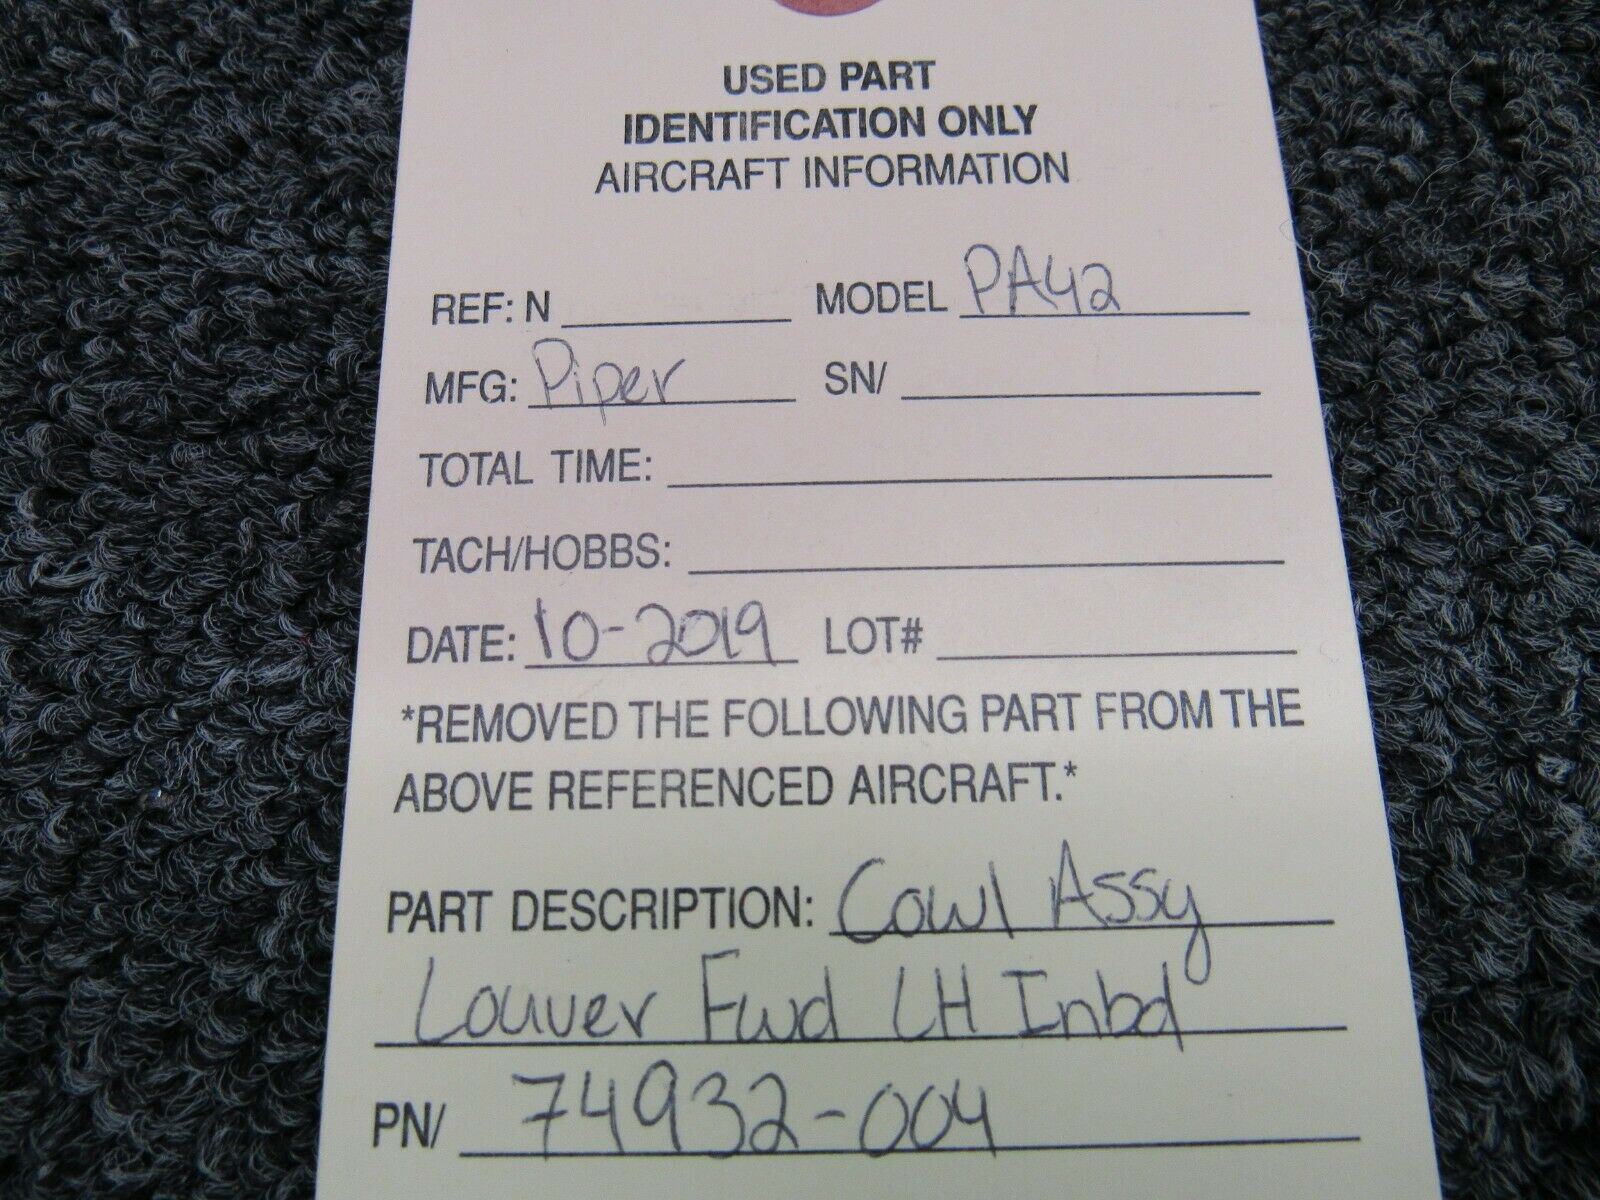 USED PART
IDENTIFICATION ONLY
AIRCRAFT INFORMATION
REF: N MODEL PA42
MFG: Piper SN/
TOTAL TIME:
TACH/HOBBS:
DATE: 10-2019 LOT#
*REMOVED THE FOLLOWING PART FROM THE
ABOVE REFERENCED AIRCRAFT.*
PART DESCRIPTION: Cowl Assy
Louver Fwd LH Inbd
PN/ 74932-004